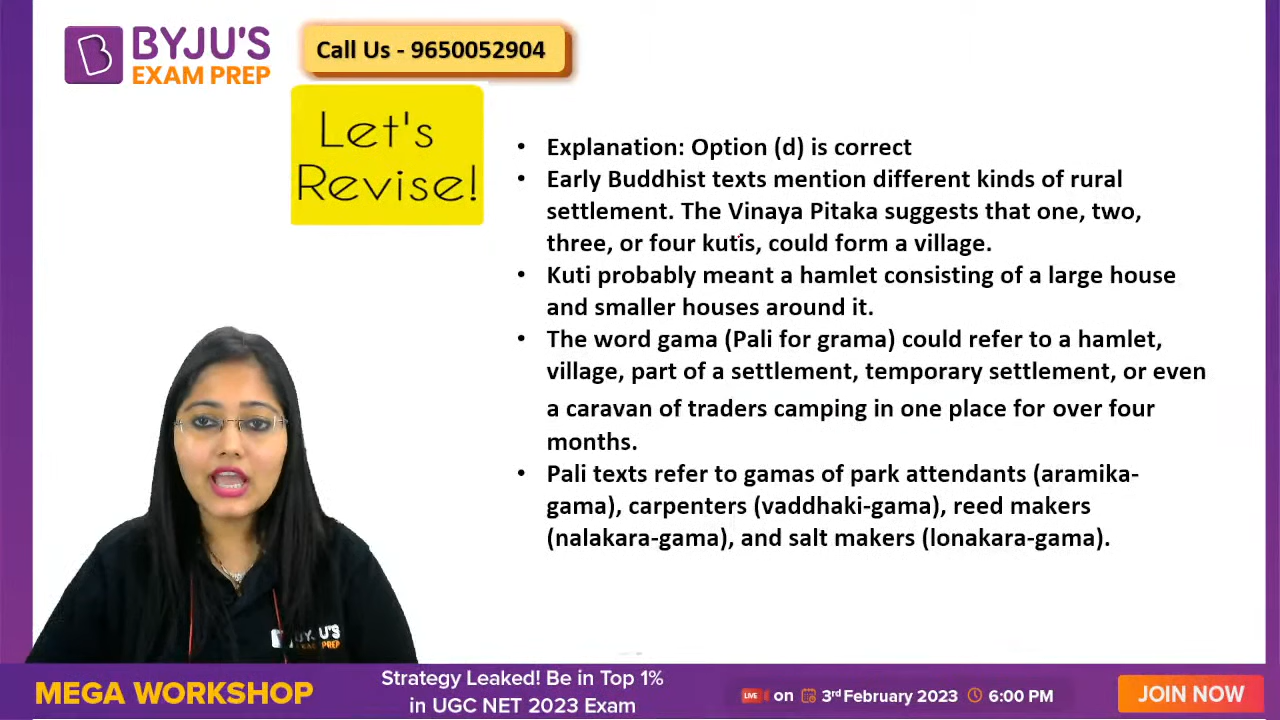 BYJU'S
EXAM PREP
Call Us - 9650052904
Let's
Revise!
• Explanation: Option (d) is correct
• Early Buddhist texts mention different kinds of rural
settlement. The Vinaya Pitaka suggests that one, two,
three, or four kutis, could form a village.
• Kuti probably meant a hamlet consisting of a large house
and smaller houses around it.
• The word gama (Pali for grama) could refer to a hamlet,
village, part of a settlement, temporary settlement, or even
a caravan of traders camping in one place for over four
months.
• Pali texts refer to gamas of park attendants (aramika-
gama), carpenters (vaddhaki-gama), reed makers
(nalakara-gama), and salt makers (lonakara-gama).
BYJU'S
EXAM PREP
MEGA WORKSHOP
Strategy Leaked! Be in Top 1%
in UGC NET 2023 Exam
LIVE on 3rd February 2023 6:00 PM
JOIN NOW